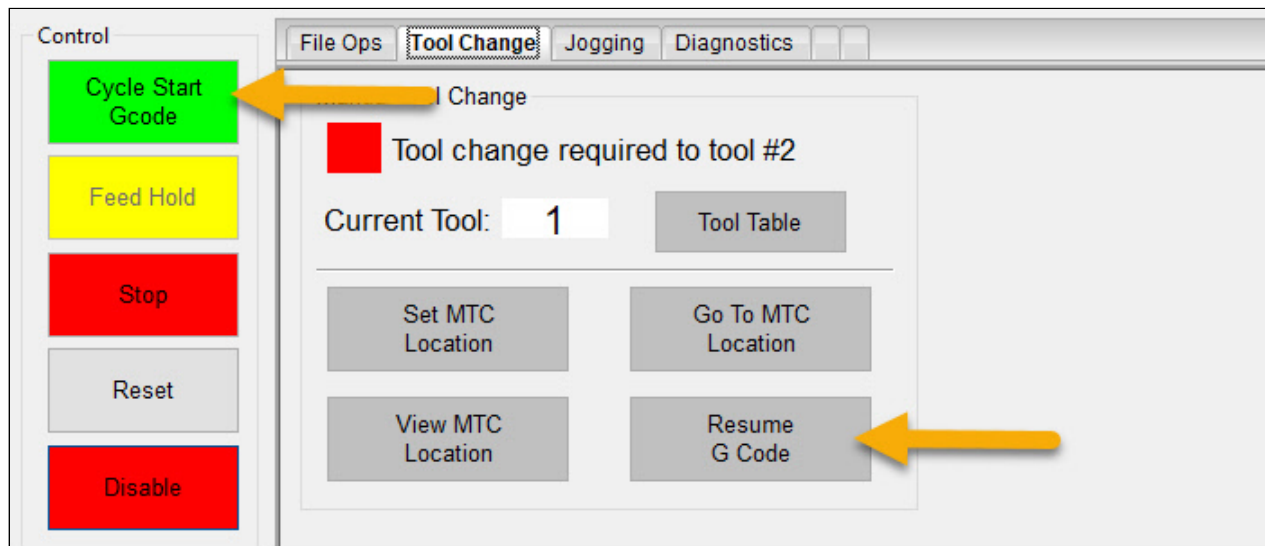 Control
Cycle Start
Gcode
Feed Hold
Stop
Reset
Disable
File Ops Tool Change Jogging Diagnostics
l Change
Tool change required to tool #2
Current Tool: 1 Tool Table
Set MTC
Location
Go To MTC
Location
View MTC
Location
Resume
G Code